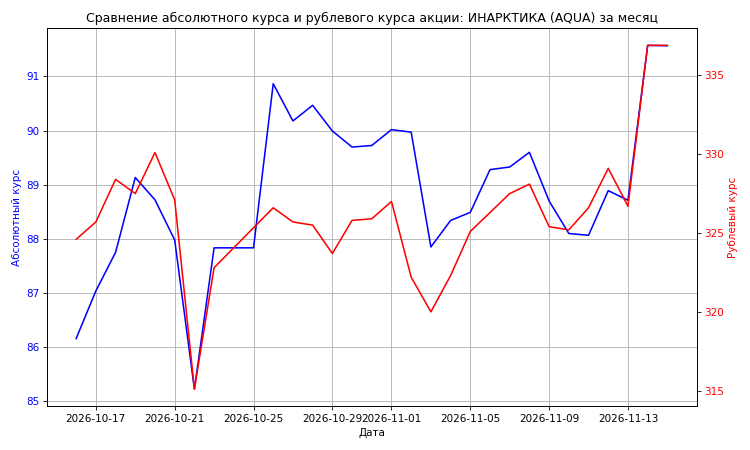 Сравнение абсолютного курса и рублевого курса акции: ИНАРКТИКА (AQUA) за месяц
Абсолютный курс
91
90
89
88
87
86
85
335
330
325
320
315
Рублевый курс
2026-10-17 2026-10-21 2026-10-25 2026-10-29 2026-11-01 2026-11-05 2026-11-09 2026-11-13
Дата